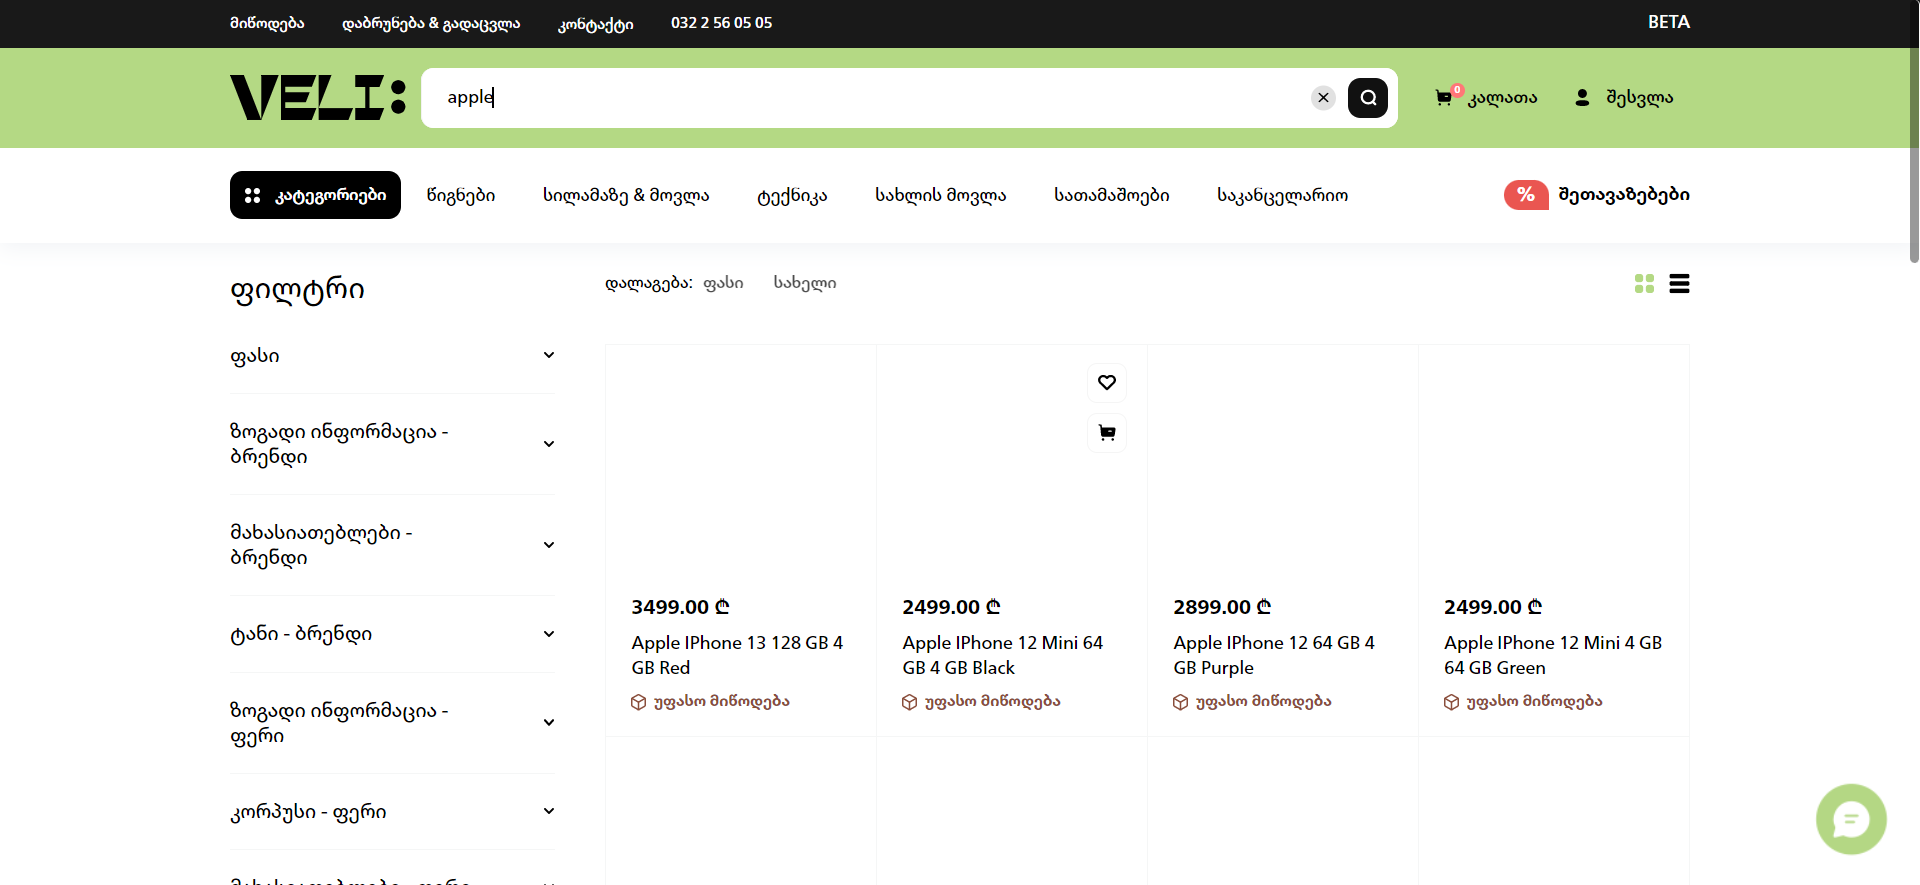 მიწოდება
დაბრუნება & გადაცვლა
კონტაქტი
032 2 56 05 05
BETA
VELI:
apple
0
კალათა
შესვლა
კატეგორიები
წიგნები
სილამაზე & მოვლა
ტექნიკა
სახლის მოვლა
სათამაშოები
საკანცელარიო
%
შეთავაზებები
ფილტრი
ფასი
ზოგადი ინფორმაცია -
ბრენდი
მახასიათებლები -
ბრენდი
ტანი - ბრენდი
ზოგადი ინფორმაცია -
ფერი
კორპუსი - ფერი
მახასიათებლები - ფერი
დალაგება:
ფასი
სახელი
3499.00 ₾
Apple IPhone 13 128 GB 4
GB Red
უფასო მიწოდება
2499.00 ₾
Apple IPhone 12 Mini 64
GB 4 GB Black
უფასო მიწოდება
2899.00 ₾
Apple IPhone 12 64 GB 4
GB Purple
უფასო მიწოდება
2499.00 ₾
Apple IPhone 12 Mini 4 GB
64 GB Green
უფასო მიწოდება